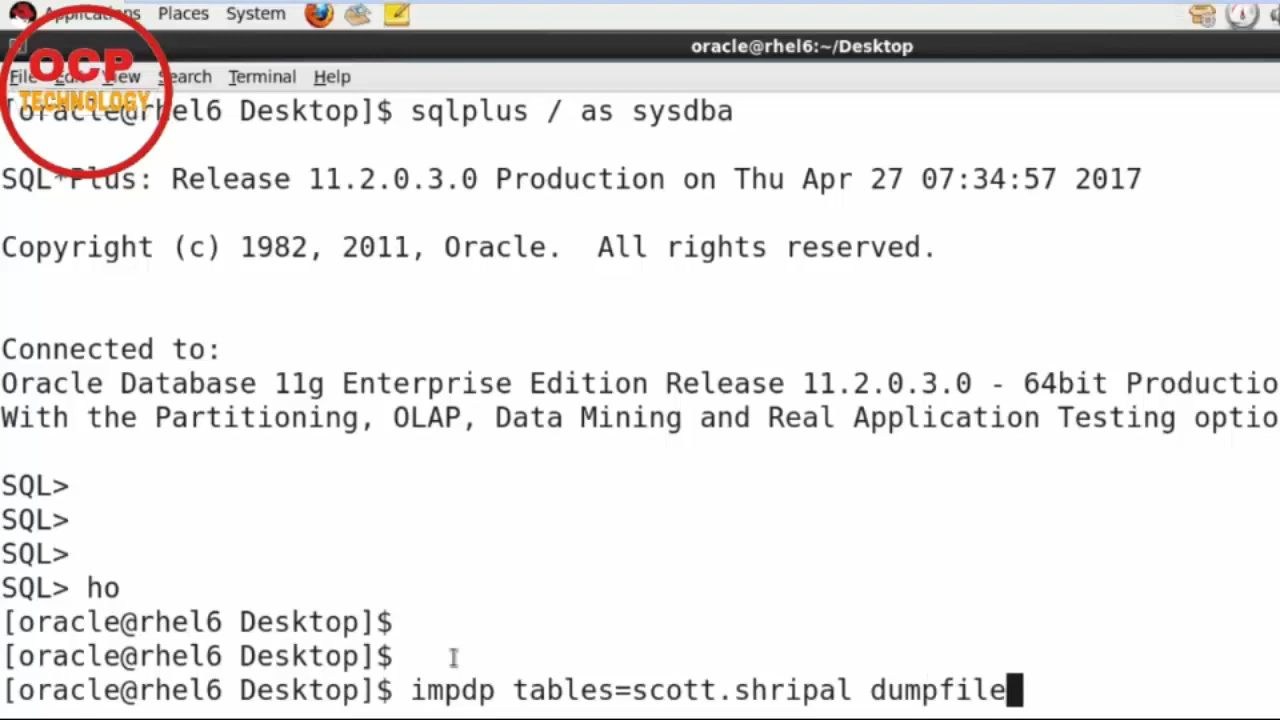 Applications Places System
oracle@rhel6:~/Desktop
File Edit View Search Terminal Help
OCP
TECHNOLOGY
[oracle@rhel6 Desktop]$ sqlplus / as sysdba
SQL*Plus: Release 11.2.0.3.0 Production on Thu Apr 27 07:34:57 2017
Copyright (c) 1982, 2011, Oracle.  All rights reserved.
Connected to:
Oracle Database 11g Enterprise Edition Release 11.2.0.3.0 - 64bit Productio
With the Partitioning, OLAP, Data Mining and Real Application Testing optio
SQL>
SQL>
SQL>
SQL> ho
[oracle@rhel6 Desktop]$
[oracle@rhel6 Desktop]$
[oracle@rhel6 Desktop]$ impdp tables=scott.shripal dumpfile